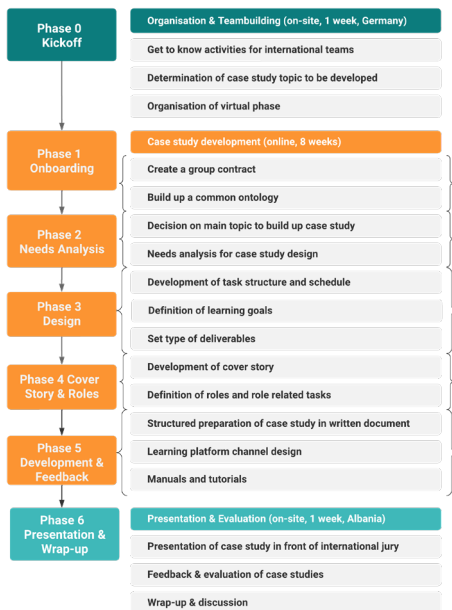 Phase 0
Kickoff
Organisation & Teambuilding (on-site, 1 week, Germany)
Get to know activities for international teams
Determination of case study topic to be developed
Organisation of virtual phase
Phase 1
Onboarding
Case study development (online, 8 weeks)
Create a group contract
Build up a common ontology
Phase 2
Needs Analysis
Decision on main topic to build up case study
Needs analysis for case study design
Phase 3
Design
Development of task structure and schedule
Definition of learning goals
Set type of deliverables
Phase 4 Cover
Story & Roles
Development of cover story
Definition of roles and role related tasks
Phase 5
Development &
Feedback
Structured preparation of case study in written document
Learning platform channel design
Manuals and tutorials
Phase 6
Presentation &
Wrap-up
Presentation & Evaluation (on-site, 1 week, Albania)
Presentation of case study in front of international jury
Feedback & evaluation of case studies
Wrap-up & discussion